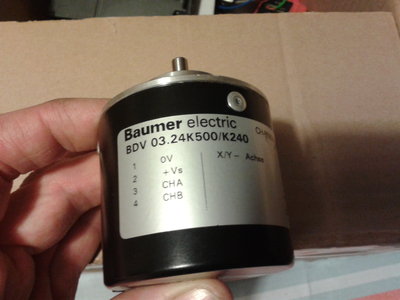 Baumer electric
BDV 03.24K500/K240
1 0V X/Y - Achse
2 +Vs
3 CHA
4 CHB